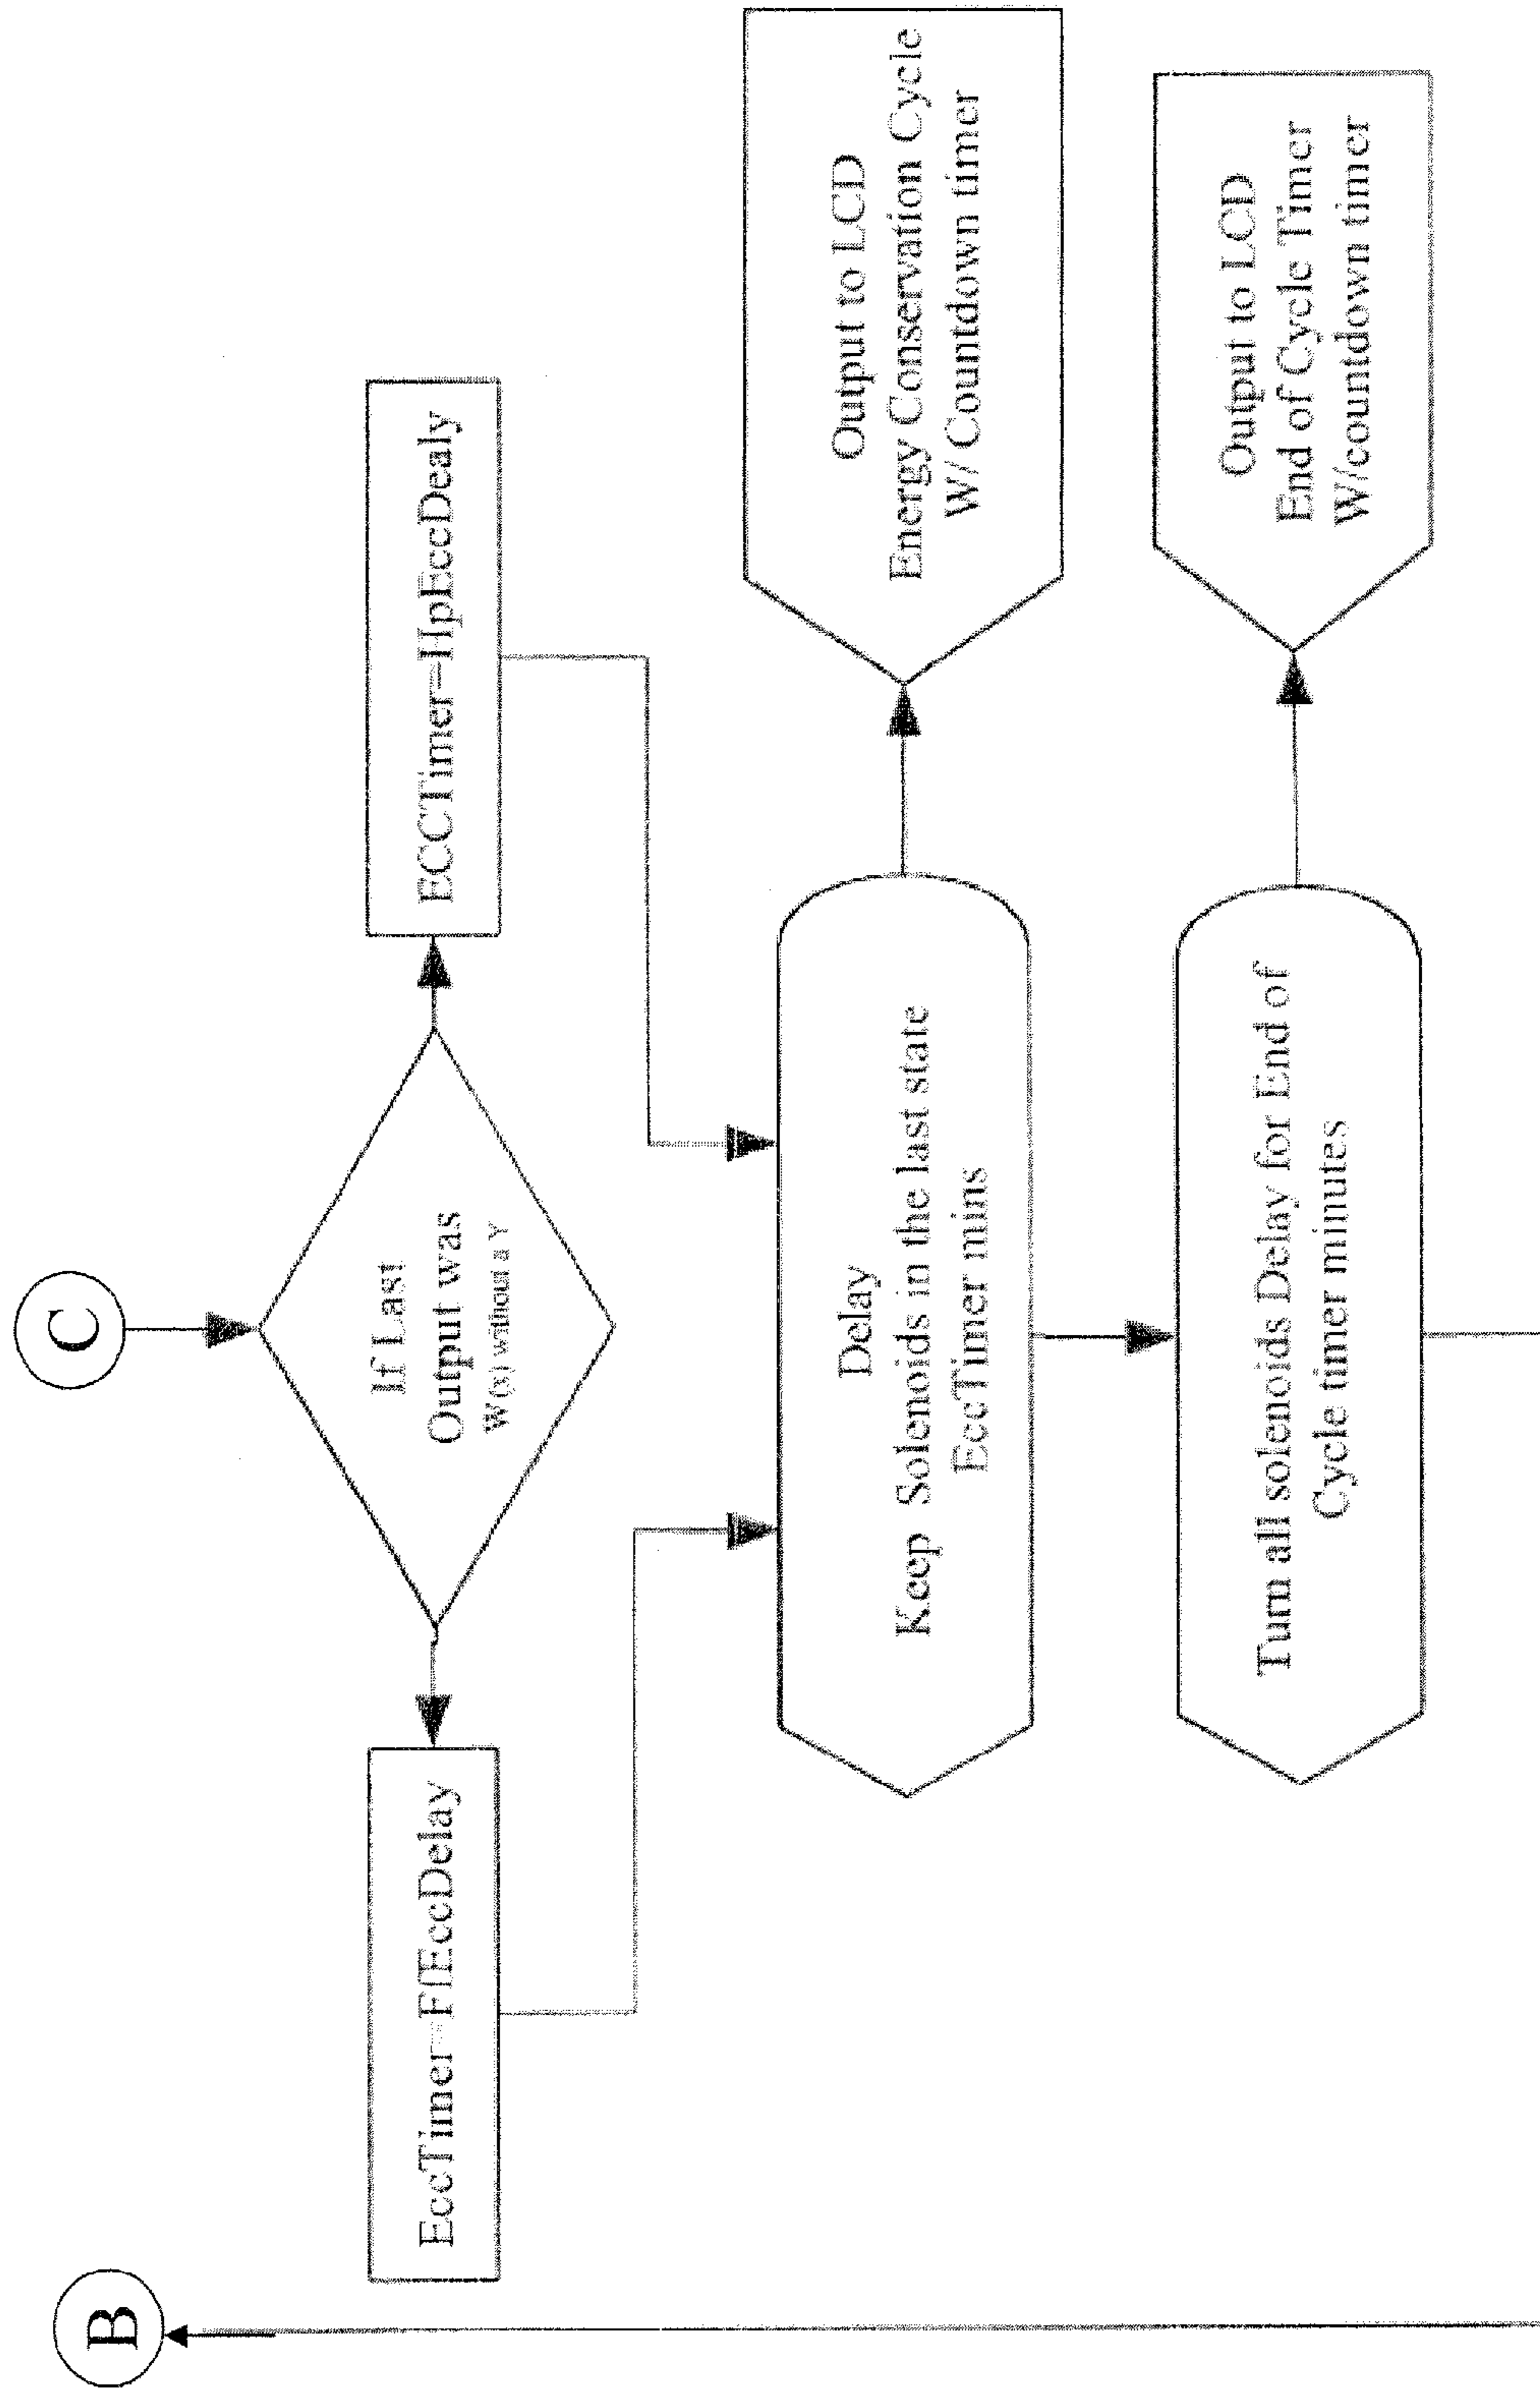 C
B
If Last
Output was
W(x) without a Y
EccTimer=FfEccDelay
ECCTimer=HpEccDealy
Delay
Keep Solenoids in the last state
EccTimer mins
Output to LCD
Energy Conservation Cycle
W/ Countdown timer
Turn all solenoids Delay for End of
Cycle timer minutes
Output to LCD
End of Cycle Timer
W/countdown timer